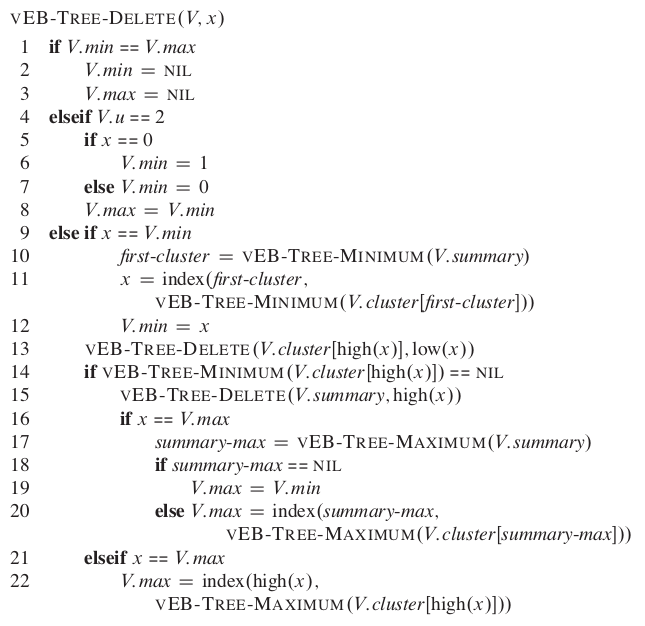 vEB-TREE-DELETE(V, x)
1 if V.min == V.max
2 V.min = NIL
3 V.max = NIL
4 elseif V.u == 2
5 if x == 0
6 V.min = 1
7 else V.min = 0
8 V.max = V.min
9 else if x == V.min
10 first-cluster = vEB-TREE-MINIMUM(V.summary)
11 x = index(first-cluster,
vEB-TREE-MINIMUM(V.cluster[first-cluster]))
12 V.min = x
13 vEB-TREE-DELETE(V.cluster[high(x)], low(x))
14 if vEB-TREE-MINIMUM(V.cluster[high(x)]) == NIL
15 vEB-TREE-DELETE(V.summary, high(x))
16 if x == V.max
17 summary-max = vEB-TREE-MAXIMUM(V.summary)
18 if summary-max == NIL
19 V.max = V.min
20 else V.max = index(summary-max,
vEB-TREE-MAXIMUM(V.cluster[summary-max]))
21 elseif x == V.max
22 V.max = index(high(x),
vEB-TREE-MAXIMUM(V.cluster[high(x)]))